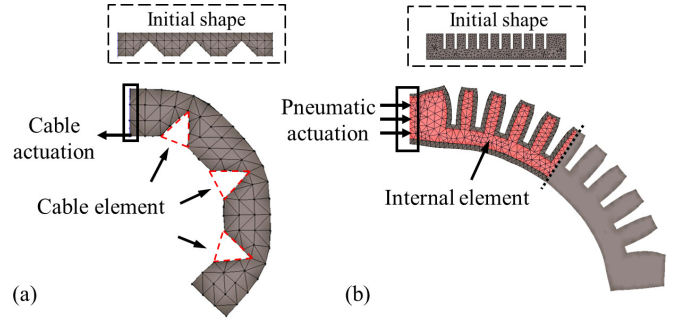 Initial shape
Initial shape
Cable
actuation
Cable element
(a)
Pneumatic
actuation
Internal element
(b)